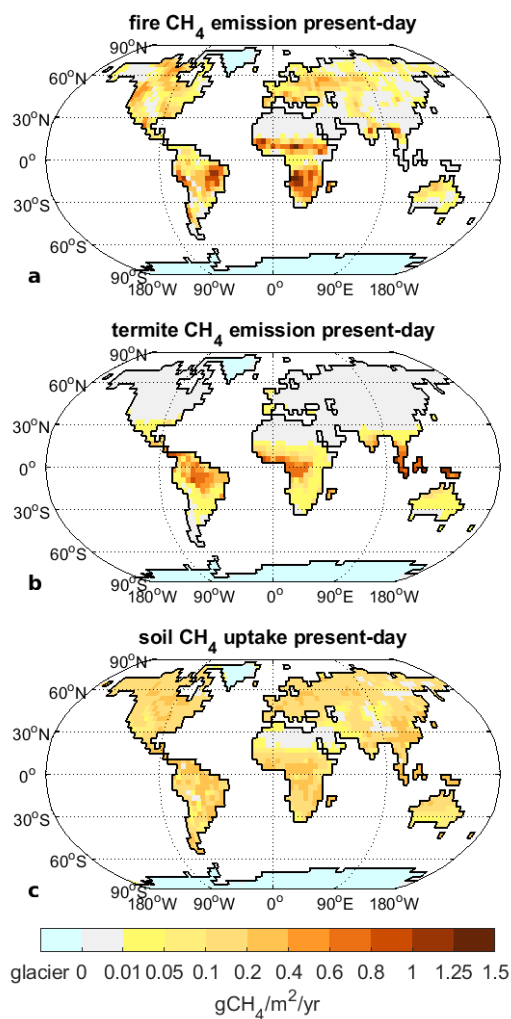 fire CH₄ emission present-day
90°N
60°N
30°N
0°
30°S
60°S
90°S
180°W 90°W 0° 90°E 180°W
a
termite CH₄ emission present-day
90°N
60°N
30°N
0°
30°S
60°S
90°S
180°W 90°W 0° 90°E 180°W
b
soil CH₄ uptake present-day
90°N
60°N
30°N
0°
30°S
60°S
90°S
180°W 90°W 0° 90°E 180°W
c
glacier 0 0.01 0.05 0.1 0.2 0.4 0.6 0.8 1 1.25 1.5
gCH₄/m²/yr